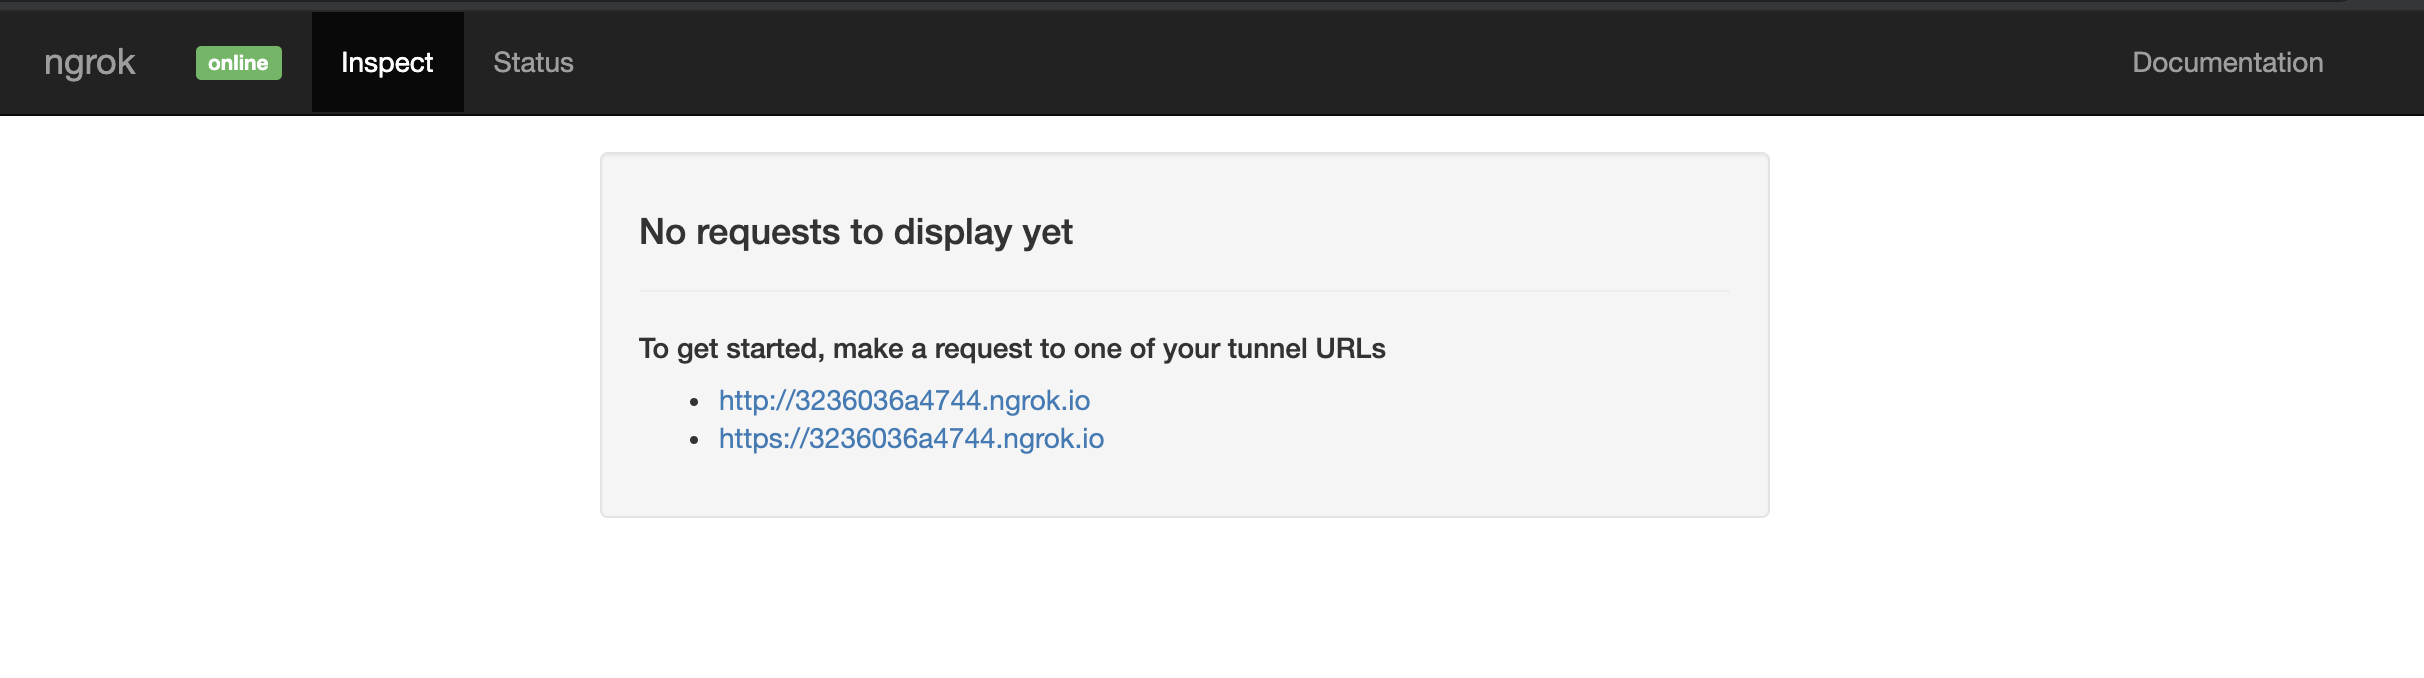 ngrok online Inspect Status Documentation
No requests to display yet
To get started, make a request to one of your tunnel URLs
http://3236036a4744.ngrok.io
https://3236036a4744.ngrok.io